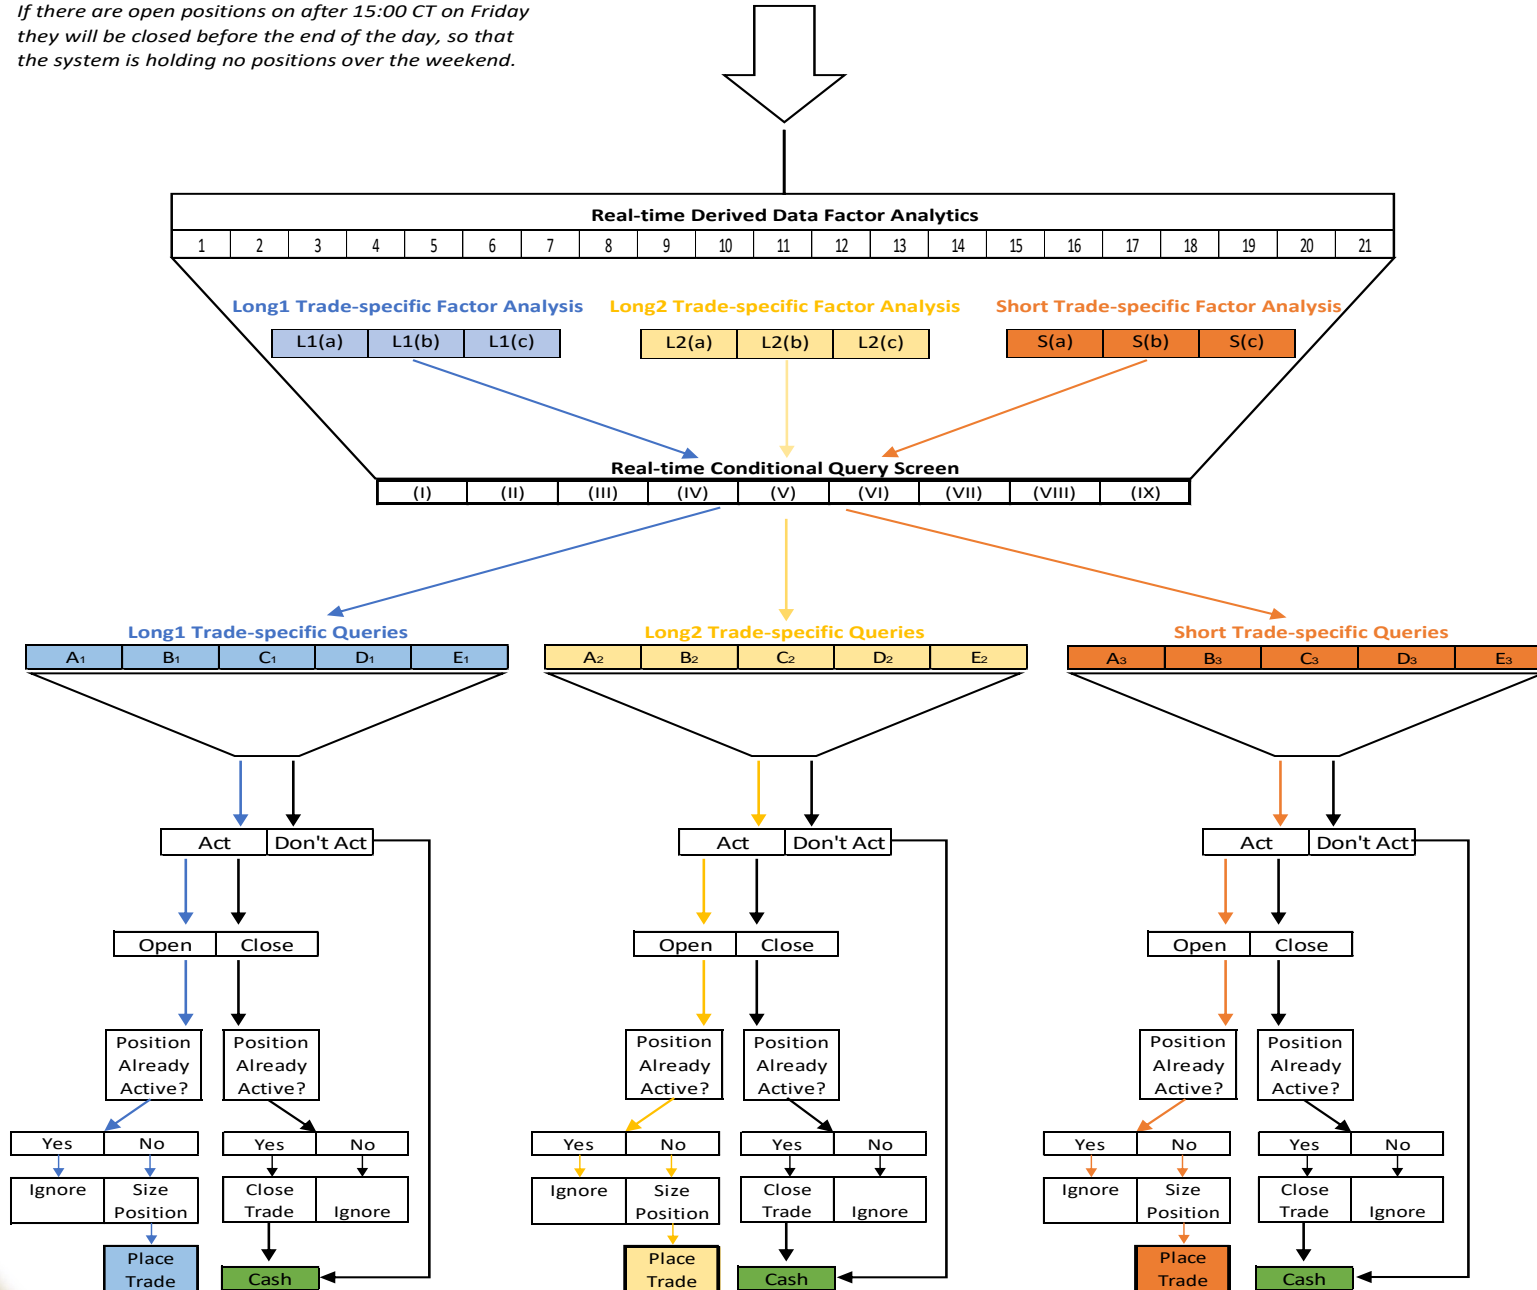 If there are open positions on after 15:00 CT on Friday
they will be closed before the end of the day, so that
the system is holding no positions over the weekend.
Real-time Derived Data Factor Analytics
1 2 3 4 5 6 7 8 9 10 11 12 13 14 15 16 17 18 19 20 21
Long1 Trade-specific Factor Analysis Long2 Trade-specific Factor Analysis Short Trade-specific Factor Analysis
L1(a) L1(b) L1(c) L2(a) L2(b) L2(c) S(a) S(b) S(c)
Real-time Conditional Query Screen
(I) (II) (III) (IV) (V) (VI) (VII) (VIII) (IX)
Long1 Trade-specific Queries Long2 Trade-specific Queries Short Trade-specific Queries
A₁ B₁ C₁ D₁ E₁ A₂ B₂ C₂ D₂ E₂ A₃ B₃ C₃ D₃ E₃
Act Don't Act Act Don't Act Act Don't Act
Open Close Open Close Open Close
Position Position Position Position Position Position
Already Already Already Already Already Already
Active? Active? Active? Active? Active? Active?
Yes No Yes No Yes No Yes No Yes No Yes No
Ignore Size Close Ignore Size Close Ignore Size Close
Position Trade Ignore Position Trade Ignore Position Trade Ignore
Place Place Place
Trade Cash Trade Cash Trade Cash